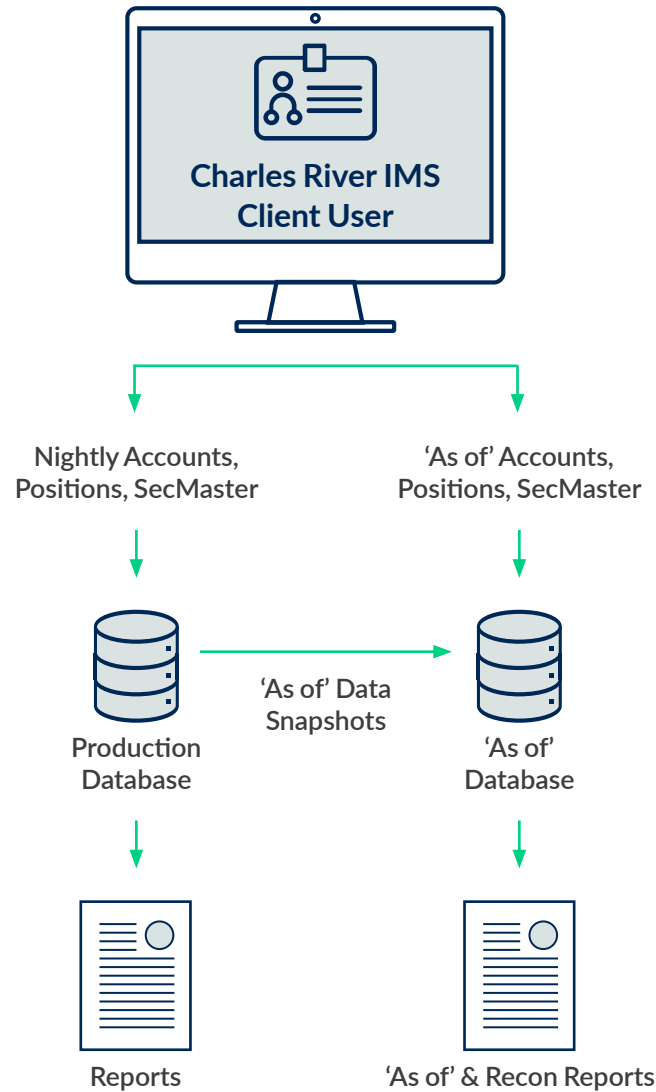 Charles River IMS
Client User
Nightly Accounts,
Positions, SecMaster
‘As of’ Accounts,
Positions, SecMaster
‘As of’ Data
Snapshots
Production
Database
‘As of’
Database
Reports
‘As of’ & Recon Reports